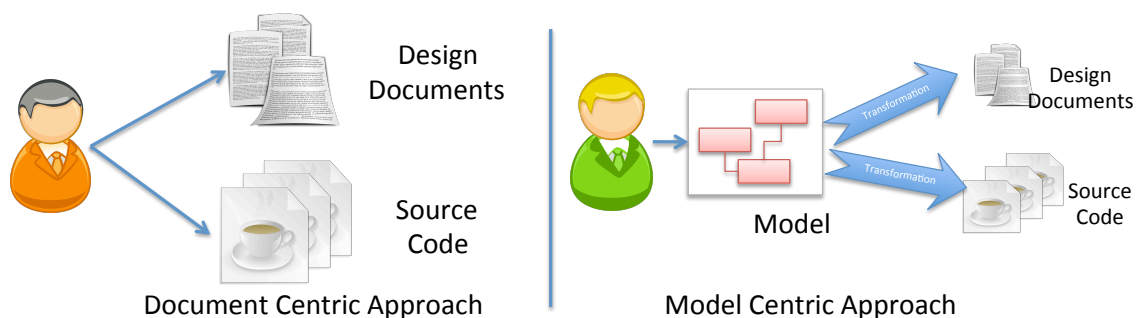 Design
Documents
Source
Code
Document Centric Approach
Model
Transformation
Transformation
Design
Documents
Source
Code
Model Centric Approach